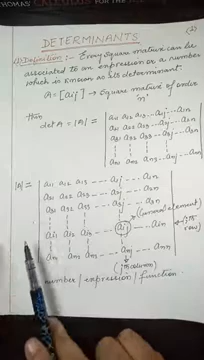 THOMAS' CALCULUS
(2)
DETERMINANTS
(1) Definition :- Every square matrix can be
associated to an expression or a number
which is known as its determinant.
A = [aij] → square matrix of order
'n'
then
det A = |A| =
a11 a12 a13 ... a1j ... a1n
a21 a22 a23 ... a2j ... a2n
a31 a32 a33 ... a3j ... a3n
an1 an2 an3 ... anj ... ann
|A| =
a11 a12 a13 ---- a1j ---- a1n
a21 a22 a23 ---- a2j ---- a2n
a31 a32 a33 ---- a3j ---- a3n
(General element)
ai1 ai2 ai3 ---- aij ---- ain → (ith row)
an1 an2 an3 ---- anj ---- ann
(jth column)
number / expression / function.